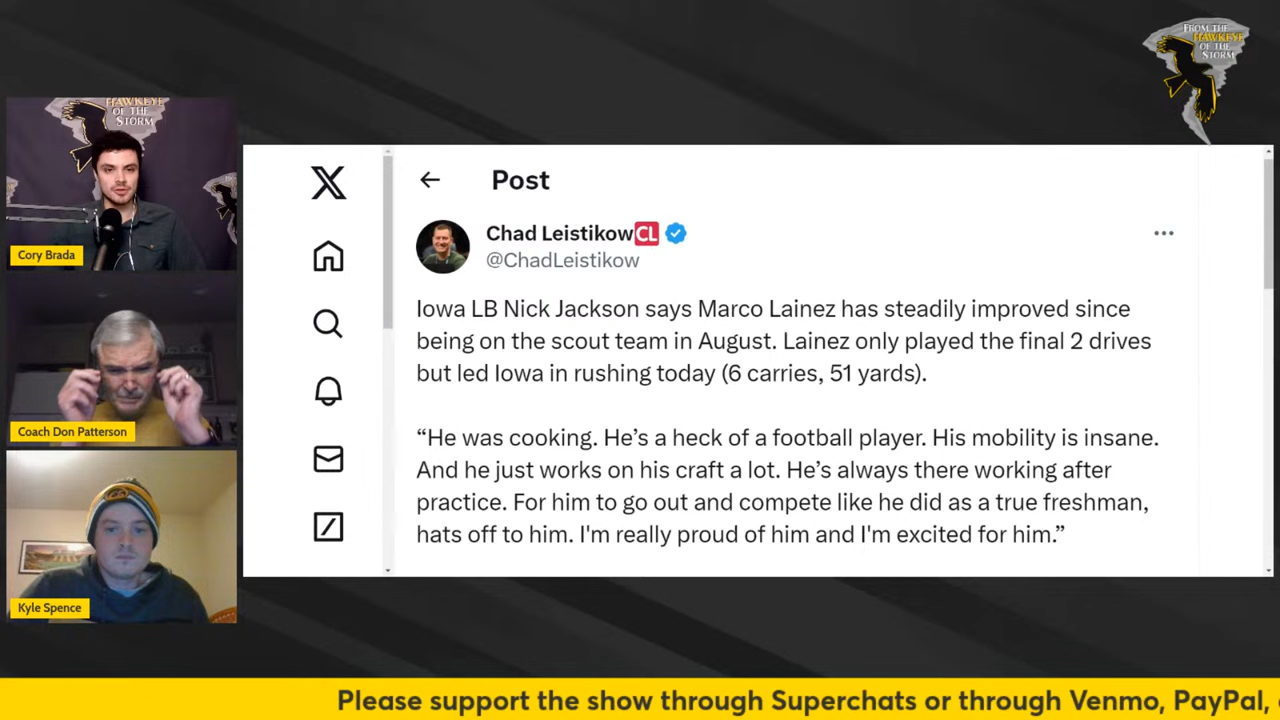 FROM THE
HAWKEYE
OF THE
STORM
HAWKEYE
OF THE
STORM
Cory Brada
Coach Don Patterson
Kyle Spence
X
Post
Chad Leistikow CL
@ChadLeistikow
Iowa LB Nick Jackson says Marco Lainez has steadily improved since
being on the scout team in August. Lainez only played the final 2 drives
but led Iowa in rushing today (6 carries, 51 yards).
“He was cooking. He’s a heck of a football player. His mobility is insane.
And he just works on his craft a lot. He’s always there working after
practice. For him to go out and compete like he did as a true freshman,
hats off to him. I'm really proud of him and I'm excited for him.”
Please support the show through Superchats or through Venmo, PayPal,